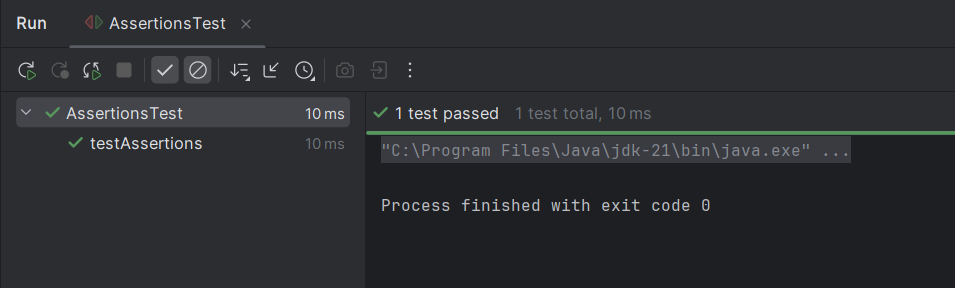 Run AssertionsTest
AssertionsTest 10 ms
testAssertions 10 ms
1 test passed 1 test total, 10 ms
"C:\Program Files\Java\jdk-21\bin\java.exe" ...
Process finished with exit code 0